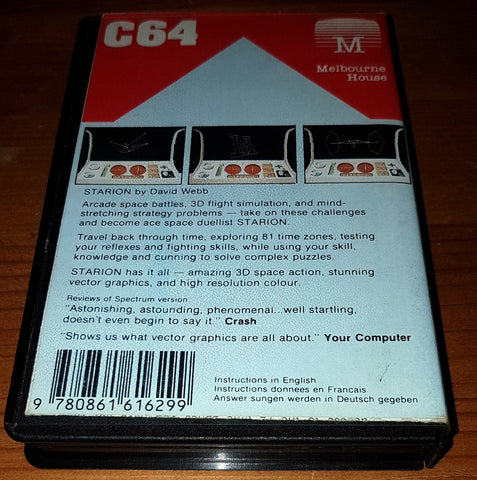 C64
M
Melbourne
House
STARION by David Webb
Arcade space battles, 3D flight simulation, and mind-
stretching strategy problems — take on these challenges
and become ace space duellist STARION.
Travel back through time, exploring 81 time zones, testing
your reflexes and fighting skills, while using your skill,
knowledge and cunning to solve complex puzzles.
STARION has it all — amazing 3D space action, stunning
vector graphics, and high resolution colour.
Reviews of Spectrum version:
"Astonishing, astounding, phenomenal...well startling,
doesn't even begin to say it." Crash
"Shows us what vector graphics are all about." Your Computer
Instructions in English
Instructions donnees en Francais
Answer sungen werden in Deutsch gegeben
9 780861 616299